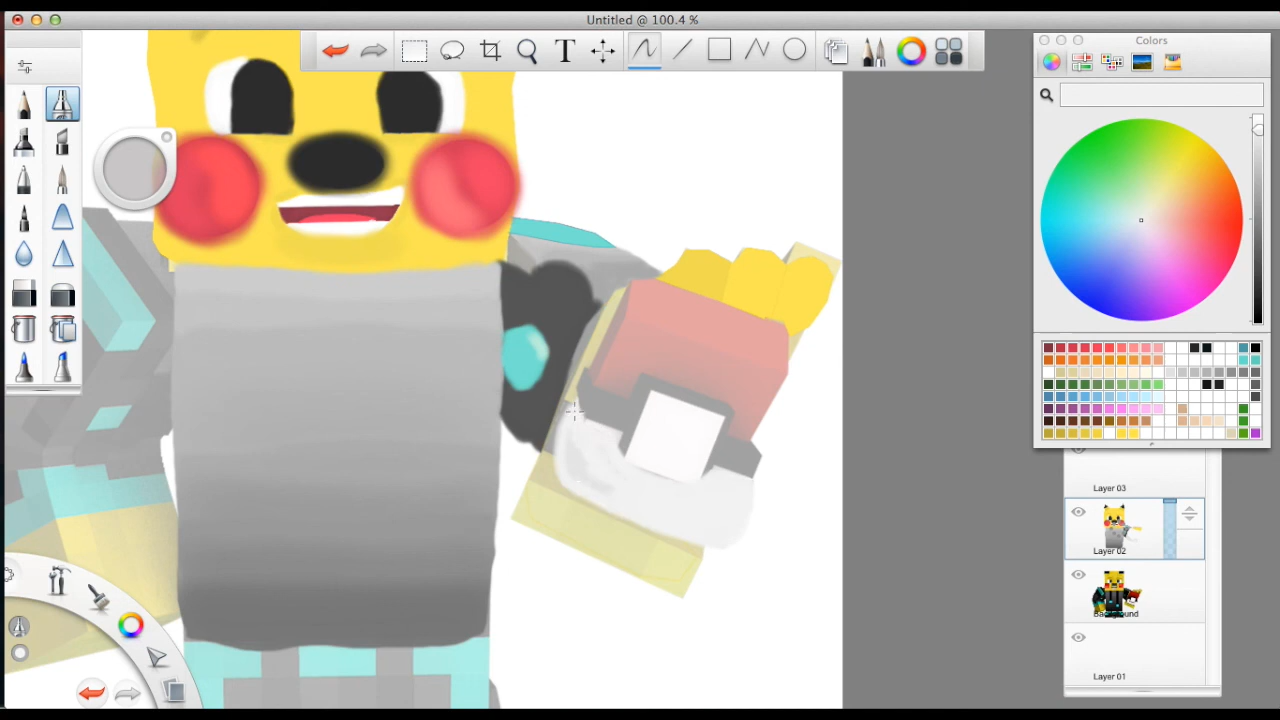 Untitled @ 100.4 %
T
Colors
Layer 03
Layer 02
Background
Layer 01